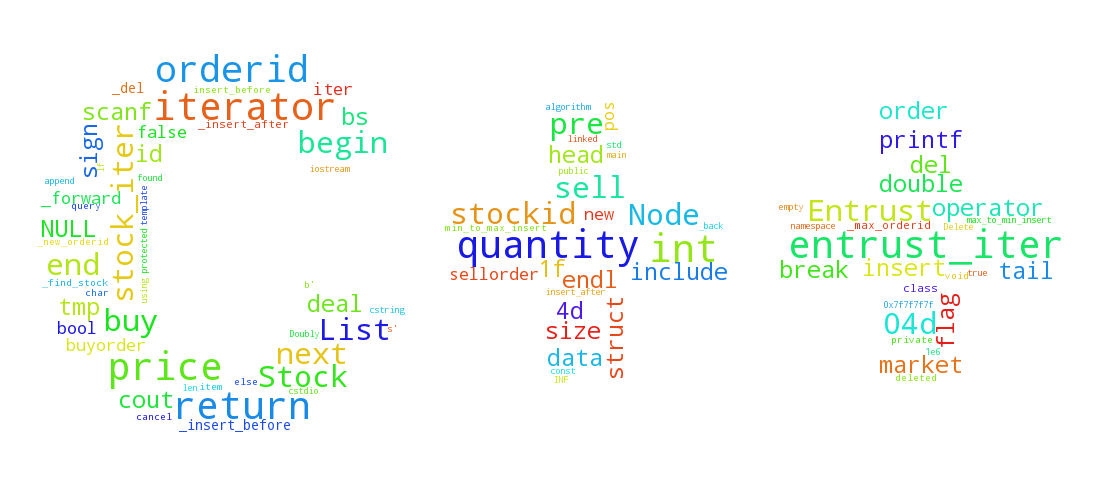 orderid
_del
insert_before
iter
scanf
iterator
bs
_insert_after
false
begin
sign
stock_iter
id
if
iostream
append
found
_forward
query
NULL
using protected template
_new_orderid
end
_find_stock
char
tmp
bool
buy
buyorder
b'
deal
cstring
Doubly
List
s'
next
price
Stock
len
item
else
cstdio
cout
return
cancel
_insert_before
algorithm
pos
pre
linked
std
head
main
public
sell
stockid
new
Node
_back
min_to_max_insert
quantity
int
sellorder
lf
endl
include
insert_after
4d
struct
size
data
const
INF
order
printf
del
double
empty
Entrust
operator
max_to_min_insert
namespace
_max_orderid
Delete
entrust_iter
break
insert
void
true
tail
class
0x7f7f7f7f
flag
04d
private
1e6
market
deleted